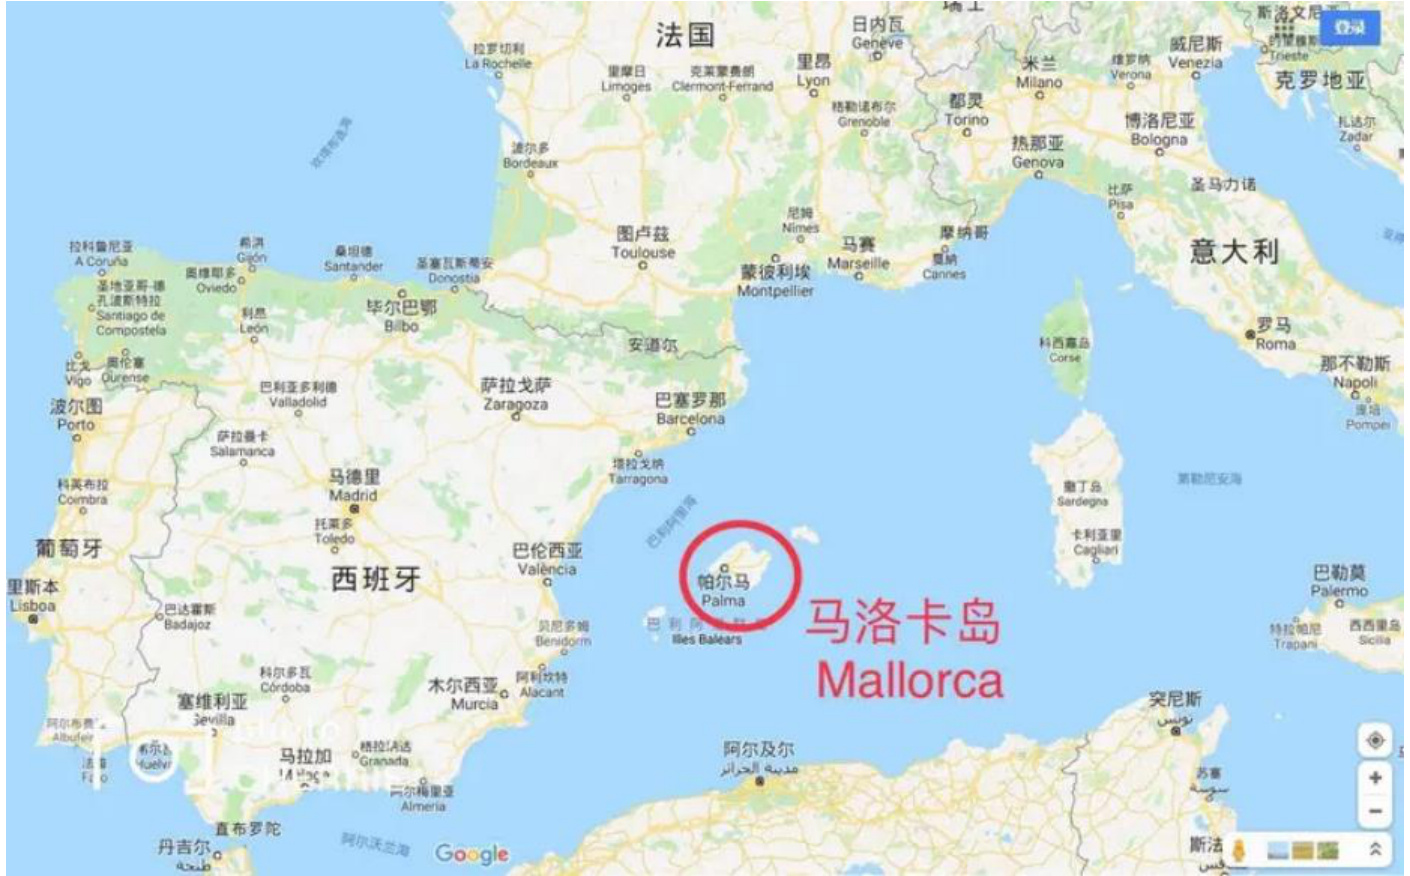 瑞士
斯洛文尼亚
登录
法国
日内瓦
Genève
威尼斯
Venezia
Trieste
拉罗切利
La Rochelle
里摩日
Limoges
克莱蒙费朗
Clermont-Ferrand
里昂
Lyon
米兰
Milano
维罗纳
Verona
克罗地亚
格勒诺布尔
Grenoble
都灵
Torino
博洛尼亚
Bologna
扎达尔
Zadar
波尔多
Bordeaux
热那亚
Genova
比萨
Pisa
圣马力诺
尼姆
Nimes
图卢兹
Toulouse
马赛
Marseille
摩纳哥
戛纳
Cannes
意大利
蒙彼利埃
Montpellier
拉科鲁尼亚
A Coruña
希洪
Gijón
桑坦德
Santander
圣塞瓦斯蒂安
Donostia
奥维耶多
Oviedo
圣地亚哥-德
孔波斯特拉
Santiago de
Compostela
利昂
León
毕尔巴鄂
Bilbo
安道尔
科西嘉岛
Corse
罗马
Roma
比戈
Vigo
奥伦塞
Ourense
那不勒斯
Napoli
庞培
Pompei
波尔图
Porto
巴利亚多利德
Valladolid
萨拉戈萨
Zaragoza
巴塞罗那
Barcelona
萨拉曼卡
Salamanca
塔拉戈纳
Tarragona
马德里
Madrid
科英布拉
Coimbra
撒丁岛
Sardegna
第勒尼安海
托莱多
Toledo
巴利阿里海
卡利亚里
Cagliari
葡萄牙
西班牙
巴伦西亚
València
帕尔马
Palma
巴勒莫
Palermo
里斯本
Lisboa
巴达霍斯
Badajoz
Illes Balears
马洛卡岛
Mallorca
贝尼多姆
Benidorm
特拉帕尼
Trapani
西西里岛
Sicilia
科尔多瓦
Córdoba
木尔西亚
Murcia
阿利坎特
Alacant
塞维利亚
Sevilla
突尼斯
تونس
马拉加
格拉纳达
Granada
阿尔及尔
مدينة الجزائر
阿尔梅里亚
Almeria
苏塞
سوسة
直布罗陀
丹吉尔
طنجة
阿尔沃兰海
Google
斯法